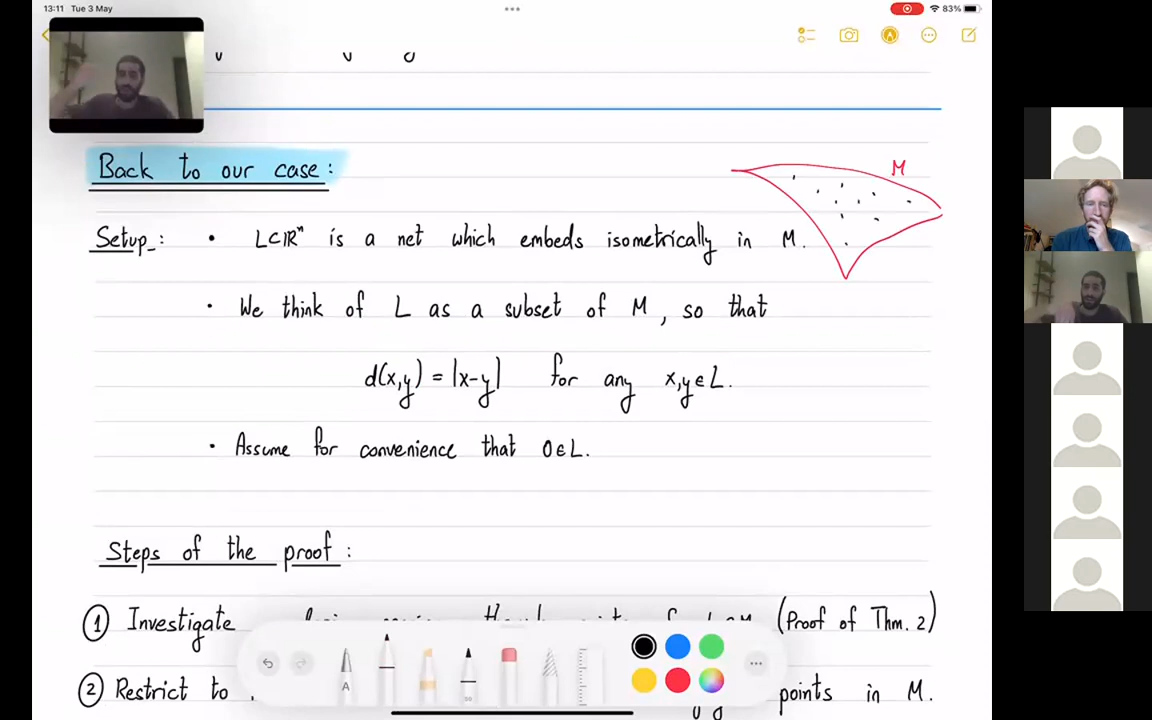 13:11 Tue 3 May
83%
Back to our case:
M
Setup: • L⊂ℝⁿ is a net which embeds isometrically in M.
• We think of L as a subset of M, so that
d(x,y) = |x-y| for any x,y ∈ L.
• Assume for convenience that 0∈L.
Steps of the proof:
① Investigate (Proof of Thm. 2)
② Restrict to points in M.
A